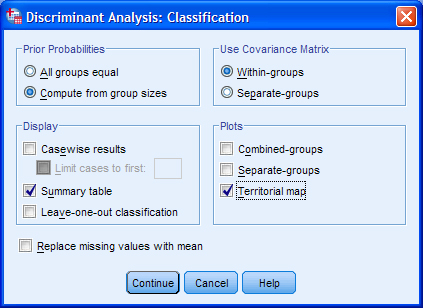 Discriminant Analysis: Classification
Prior Probabilities
All groups equal
Compute from group sizes
Use Covariance Matrix
Within-groups
Separate-groups
Display
Casewise results
Limit cases to first:
Summary table
Leave-one-out classification
Plots
Combined-groups
Separate-groups
Territorial map
Replace missing values with mean
Continue
Cancel
Help